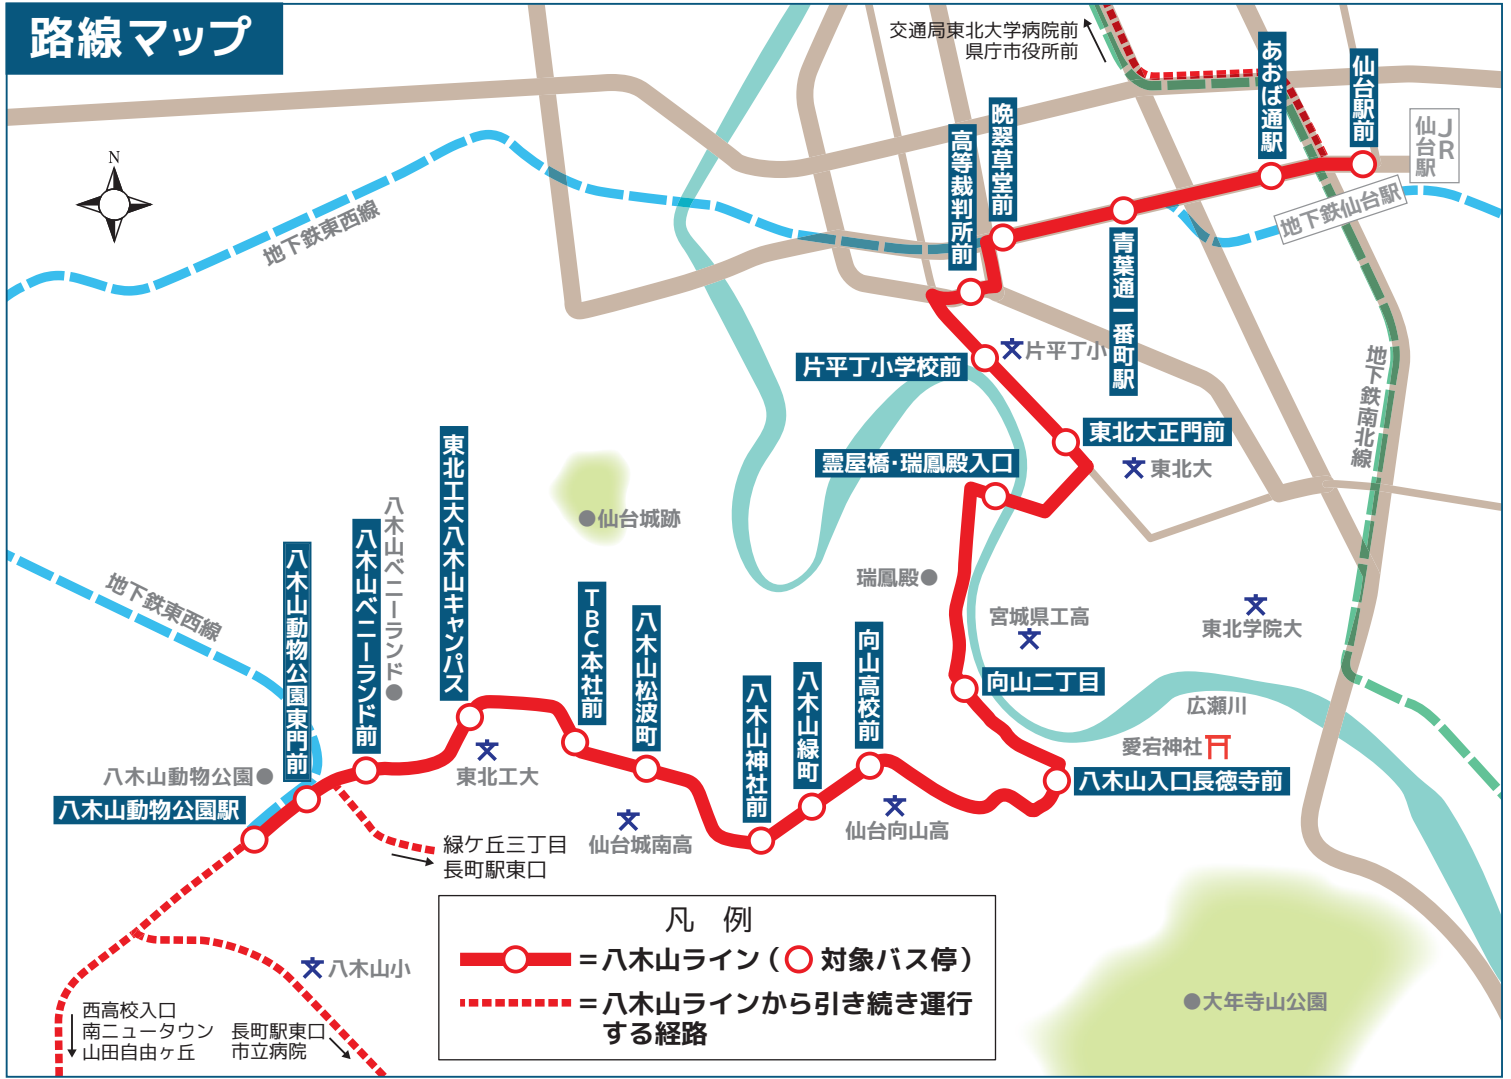 路線マップ
交通局東北大学病院前
県庁市役所前
あおば通駅
仙台駅前
JR
仙台駅
晩翠草堂前
高等裁判所前
N
地下鉄東西線
地下鉄仙台駅
青葉通一番町駅
片平丁小
片平丁小学校前
地下鉄南北線
東北大正門前
東北大
霊屋橋・瑞鳳殿入口
仙台城跡
東北工大八木山キャンパス
八木山ベニーランド
八木山ベニーランド前
八木山動物公園東門前
地下鉄東西線
瑞鳳殿
宮城県工高
東北学院大
TBC本社前
八木山松波町
向山高校前
八木山緑町
八木山神社前
向山二丁目
広瀬川
愛宕神社
八木山入口長徳寺前
八木山動物公園
八木山動物公園駅
東北工大
仙台城南高
仙台向山高
緑ケ丘三丁目
長町駅東口
凡 例
=八木山ライン(○対象バス停)
=八木山ラインから引き続き運行
する経路
八木山小
大年寺山公園
西高校入口
南ニュータウン
山田自由ヶ丘
長町駅東口
市立病院